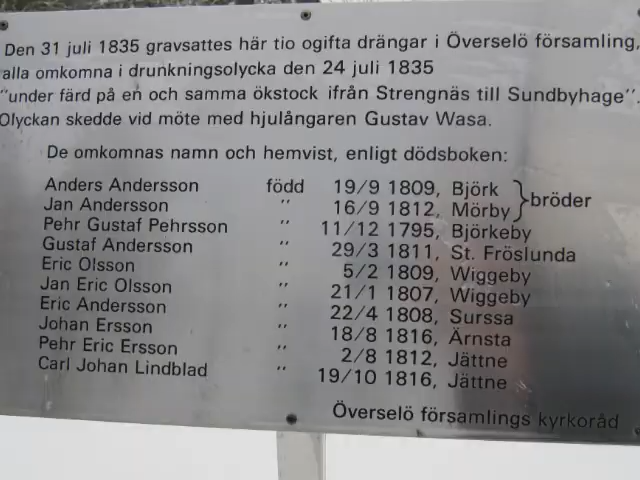 Den 31 juli 1835 gravsattes här tio ogifta drängar i Överselö församling,
alla omkomna i drunkningsolycka den 24 juli 1835
"under färd på en och samma ökstock ifrån Strengnäs till Sundbyhage".
Olyckan skedde vid möte med hjulångaren Gustav Wasa.
De omkomnas namn och hemvist, enligt dödsboken:
Anders Andersson född 19/9 1809, Björk } bröder
Jan Andersson " 16/9 1812, Mörby
Pehr Gustaf Pehrsson " 11/12 1795, Björkeby
Gustaf Andersson " 29/3 1811, St. Fröslunda
Eric Olsson " 5/2 1809, Wiggeby
Jan Eric Olsson " 21/1 1807, Wiggeby
Eric Andersson " 22/4 1808, Surssa
Johan Ersson " 18/8 1816, Ärnsta
Pehr Eric Ersson " 2/8 1812, Jättne
Carl Johan Lindblad " 19/10 1816, Jättne
Överselö församlings kyrkoråd